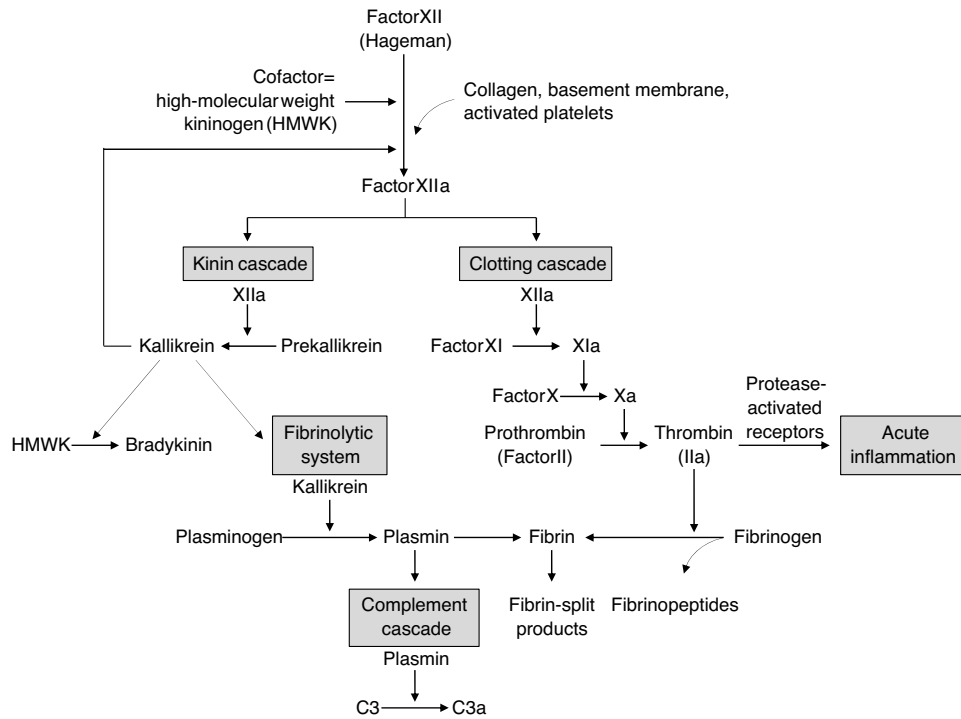 FactorXII
(Hageman)
Cofactor=
high-molecular weight
kininogen (HMWK)
Collagen, basement membrane,
activated platelets
FactorXIIa
Kinin cascade
Clotting cascade
XIIa
XIIa
Kallikrein
Prekallikrein
FactorXI
XIa
FactorX
Xa
Protease-
activated
receptors
HMWK
Bradykinin
Fibrinolytic
system
Prothrombin
(FactorII)
Thrombin
(IIa)
Acute
inflammation
Kallikrein
Plasminogen
Plasmin
Fibrin
Fibrinogen
Complement
cascade
Fibrin-split
products
Fibrinopeptides
Plasmin
C3
C3a